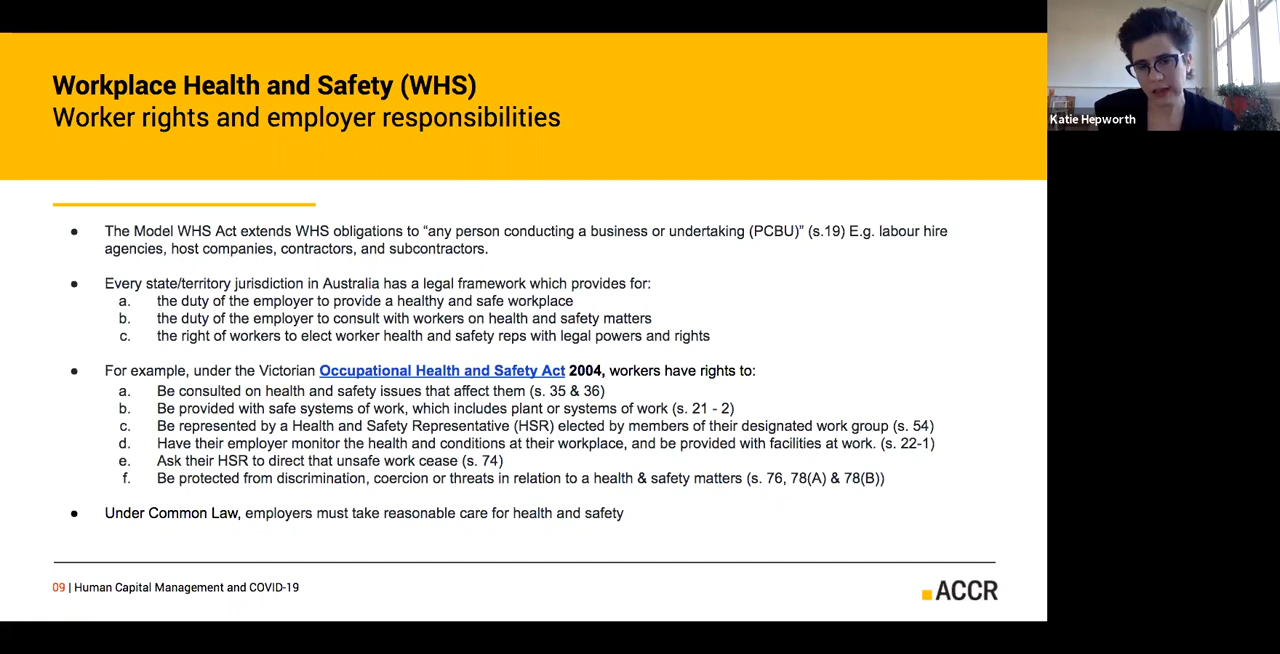 Workplace Health and Safety (WHS)
Worker rights and employer responsibilities
Katie Hepworth
● The Model WHS Act extends WHS obligations to “any person conducting a business or undertaking (PCBU)” (s.19) E.g. labour hire
agencies, host companies, contractors, and subcontractors.
● Every state/territory jurisdiction in Australia has a legal framework which provides for:
a. the duty of the employer to provide a healthy and safe workplace
b. the duty of the employer to consult with workers on health and safety matters
c. the right of workers to elect worker health and safety reps with legal powers and rights
● For example, under the Victorian Occupational Health and Safety Act 2004, workers have rights to:
a. Be consulted on health and safety issues that affect them (s. 35 & 36)
b. Be provided with safe systems of work, which includes plant or systems of work (s. 21 - 2)
c. Be represented by a Health and Safety Representative (HSR) elected by members of their designated work group (s. 54)
d. Have their employer monitor the health and conditions at their workplace, and be provided with facilities at work. (s. 22-1)
e. Ask their HSR to direct that unsafe work cease (s. 74)
f. Be protected from discrimination, coercion or threats in relation to a health & safety matters (s. 76, 78(A) & 78(B))
● Under Common Law, employers must take reasonable care for health and safety
09 | Human Capital Management and COVID-19
ACCR